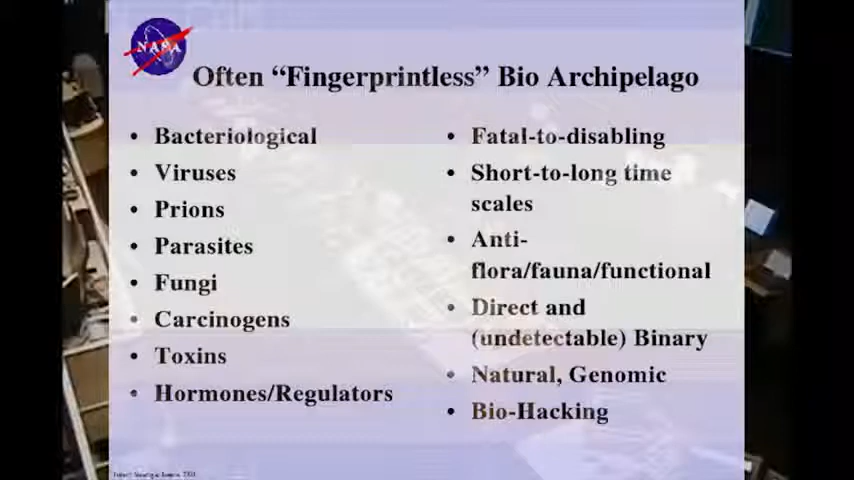 NASA
Often “Fingerprintless” Bio Archipelago
• Bacteriological
• Viruses
• Prions
• Parasites
• Fungi
• Carcinogens
• Toxins
• Hormones/Regulators
• Fatal-to-disabling
• Short-to-long time
scales
• Anti-
flora/fauna/functional
• Direct and
(undetectable) Binary
• Natural, Genomic
• Bio-Hacking